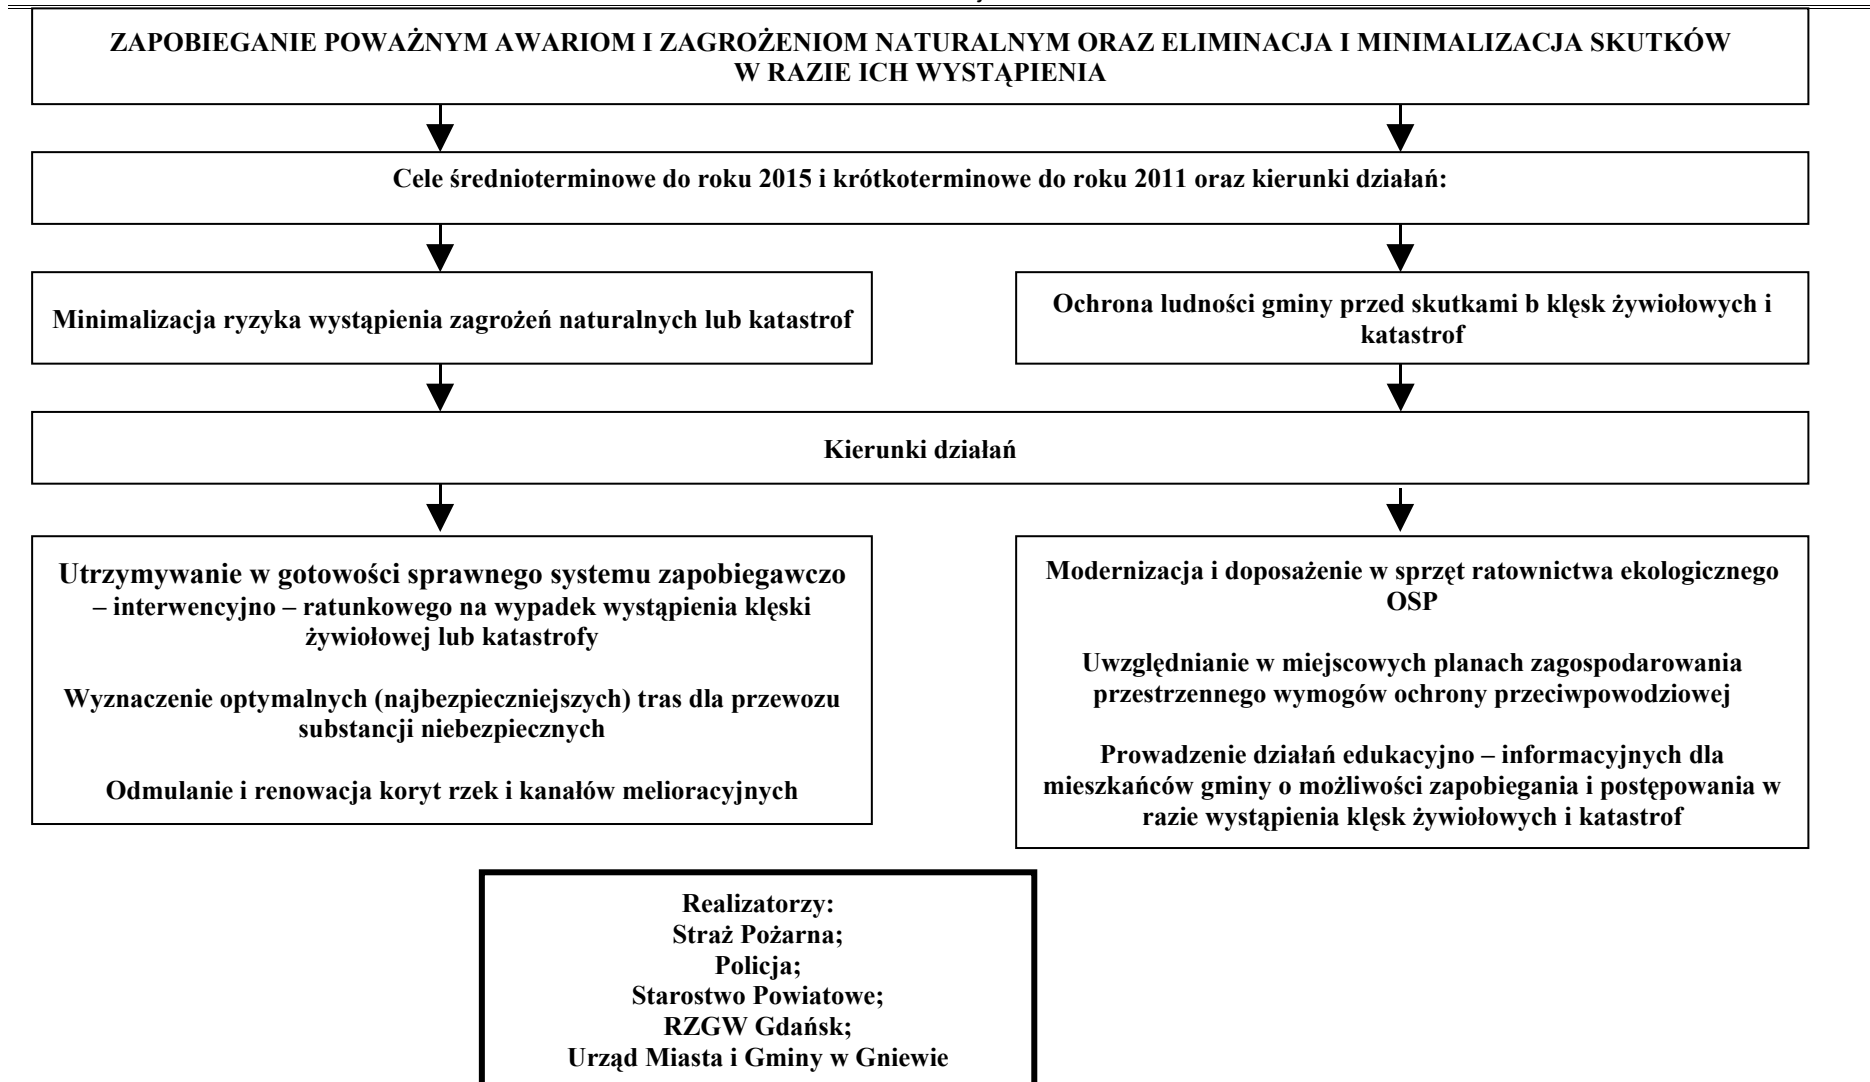 ZAPOBIEGANIE POWAŻNYM AWARIOM I ZAGROŻENIOM NATURALNYM ORAZ ELIMINACJA I MINIMALIZACJA SKUTKÓW
W RAZIE ICH WYSTĄPIENIA
Cele średnioterminowe do roku 2015 i krótkoterminowe do roku 2011 oraz kierunki działań:
Minimalizacja ryzyka wystąpienia zagrożeń naturalnych lub katastrof
Ochrona ludności gminy przed skutkami b klęsk żywiołowych i
katastrof
Kierunki działań
Utrzymywanie w gotowości sprawnego systemu zapobiegawczo
– interwencyjno – ratunkowego na wypadek wystąpienia klęski
żywiołowej lub katastrofy
Wyznaczenie optymalnych (najbezpieczniejszych) tras dla przewozu
substancji niebezpiecznych
Odmulanie i renowacja koryt rzek i kanałów melioracyjnych
Modernizacja i doposażenie w sprzęt ratownictwa ekologicznego
OSP
Uwzględnianie w miejscowych planach zagospodarowania
przestrzennego wymogów ochrony przeciwpowodziowej
Prowadzenie działań edukacyjno – informacyjnych dla
mieszkańców gminy o możliwości zapobiegania i postępowania w
razie wystąpienia klęsk żywiołowych i katastrof
Realizatorzy:
Straż Pożarna;
Policja;
Starostwo Powiatowe;
RZGW Gdańsk;
Urząd Miasta i Gminy w Gniewie